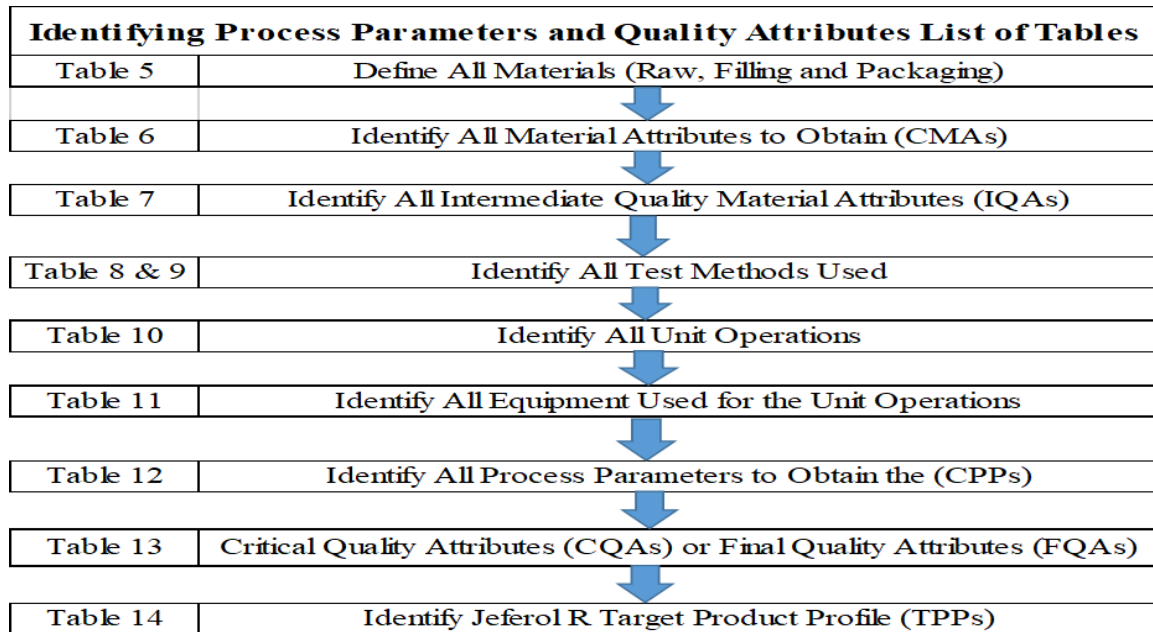 Identifying Process Parameters and Quality Attributes List of Tables
Table 5 Define All Materials (Raw, Filling and Packaging)
Table 6 Identify All Material Attributes to Obtain (CMAs)
Table 7 Identify All Intermediate Quality Material Attributes (IQAs)
Table 8 & 9 Identify All Test Methods Used
Table 10 Identify All Unit Operations
Table 11 Identify All Equipment Used for the Unit Operations
Table 12 Identify All Process Parameters to Obtain the (CPPs)
Table 13 Critical Quality Attributes (CQAs) or Final Quality Attributes (FQAs)
Table 14 Identify Jeferol R Target Product Profile (TPPs)